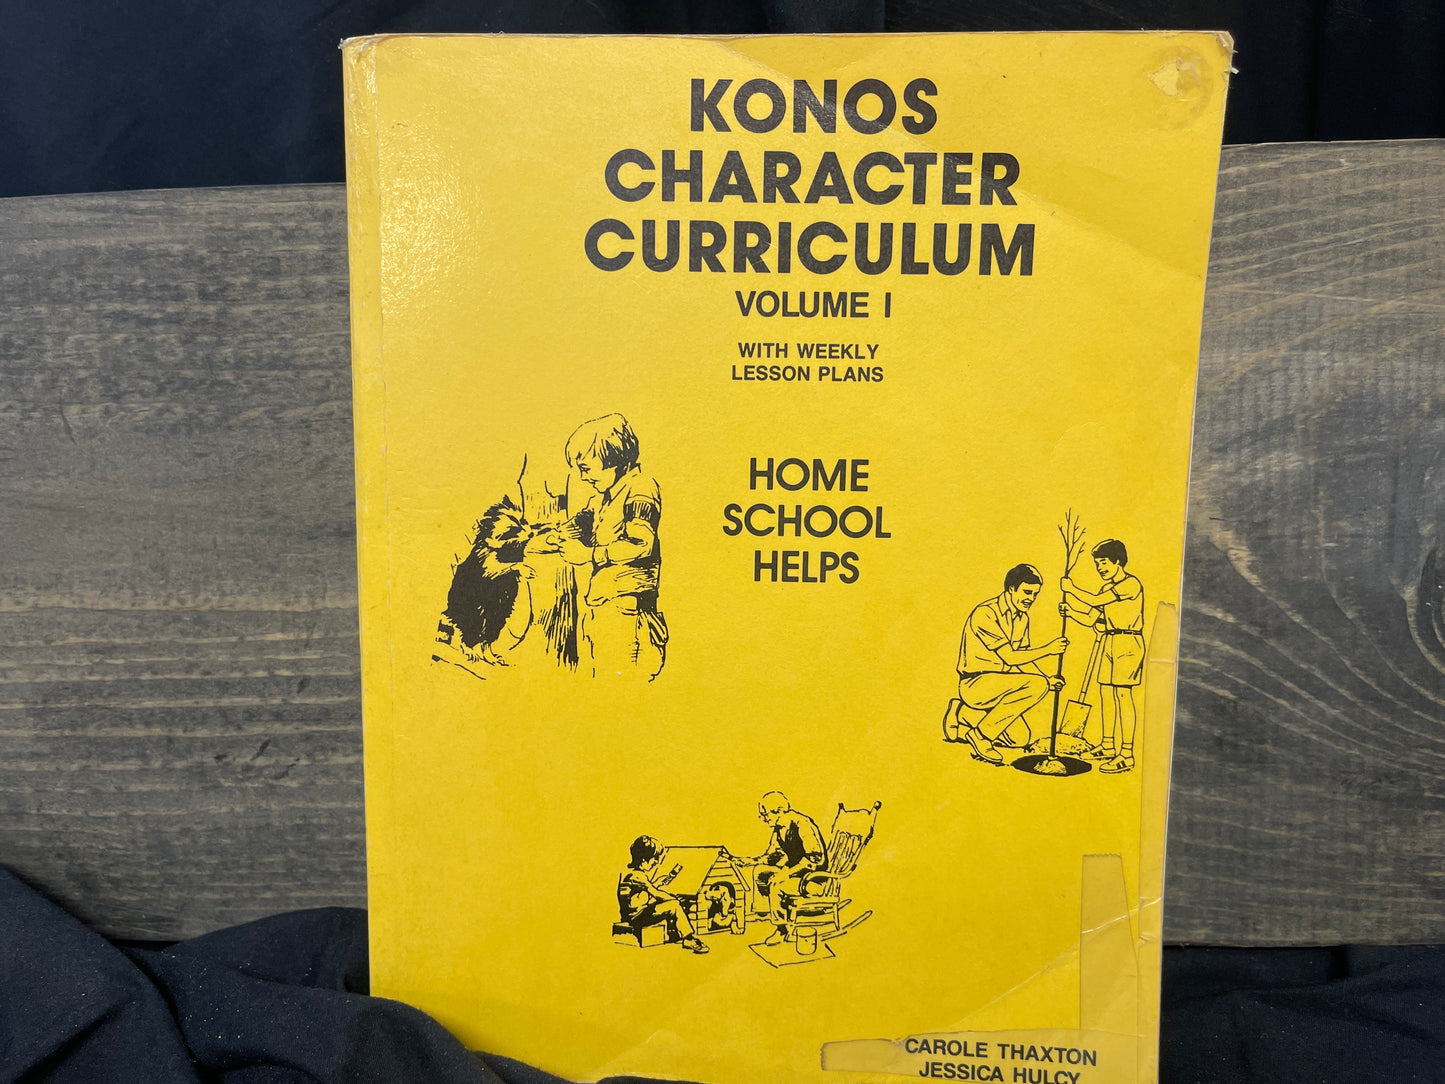 KONOS
CHARACTER
CURRICULUM
VOLUME I
WITH WEEKLY
LESSON PLANS
HOME
SCHOOL
HELPS
CAROLE THAXTON
JESSICA HULCY